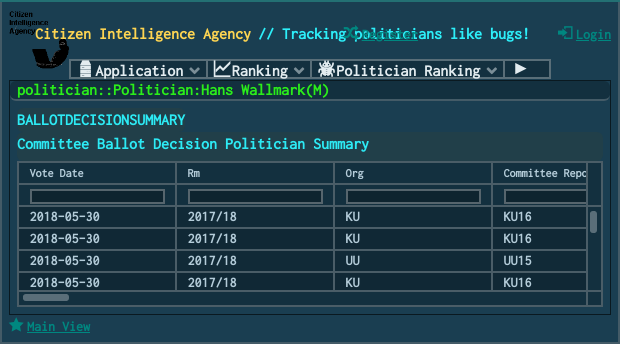 Citizen
Intelligence
Agency
Citizen Intelligence Agency // Tracking politicians like bugs!
Register
Login
Application
Ranking
Politician Ranking
politician::Politician:Hans Wallmark(M)
BALLOTDECISIONSUMMARY
Committee Ballot Decision Politician Summary
Vote Date Rm Org Committee Repo
2018-05-30 2017/18 KU KU16
2018-05-30 2017/18 KU KU16
2018-05-30 2017/18 UU UU15
2018-05-30 2017/18 KU KU16
Main View